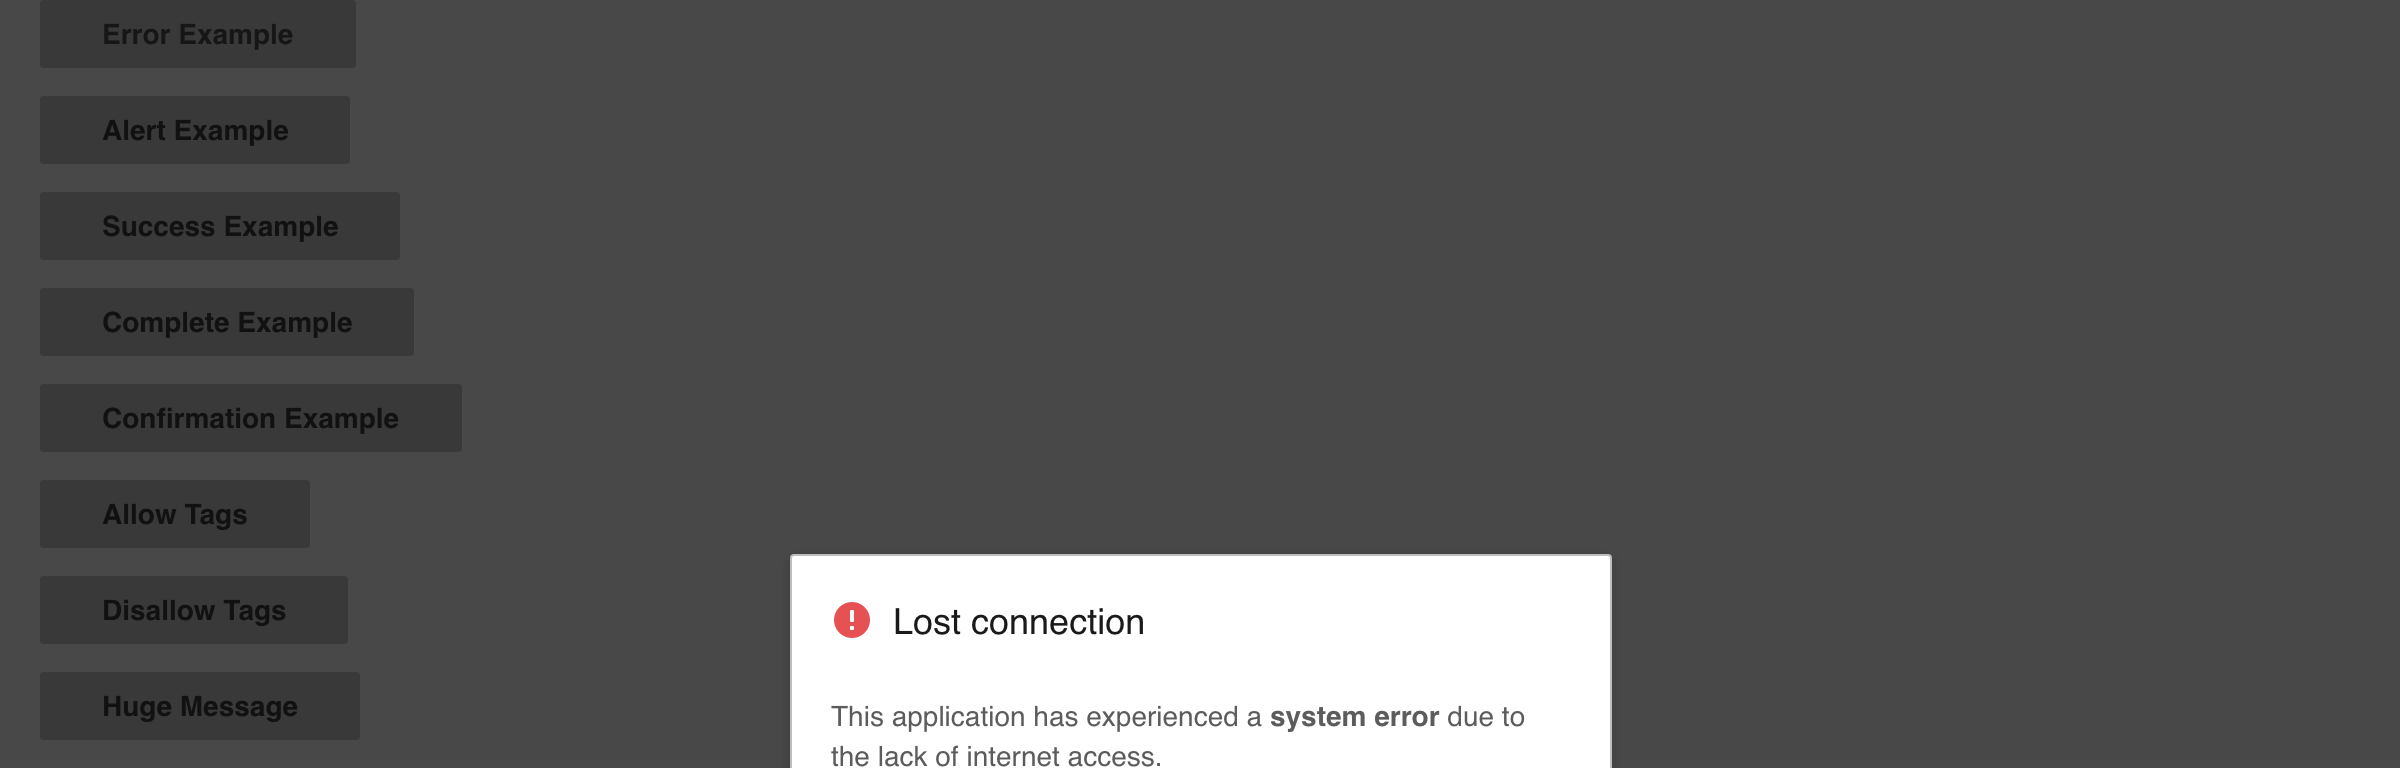 Error Example
Alert Example
Success Example
Complete Example
Confirmation Example
Allow Tags
Disallow Tags
Huge Message
Lost connection
This application has experienced a system error due to
the lack of internet access.